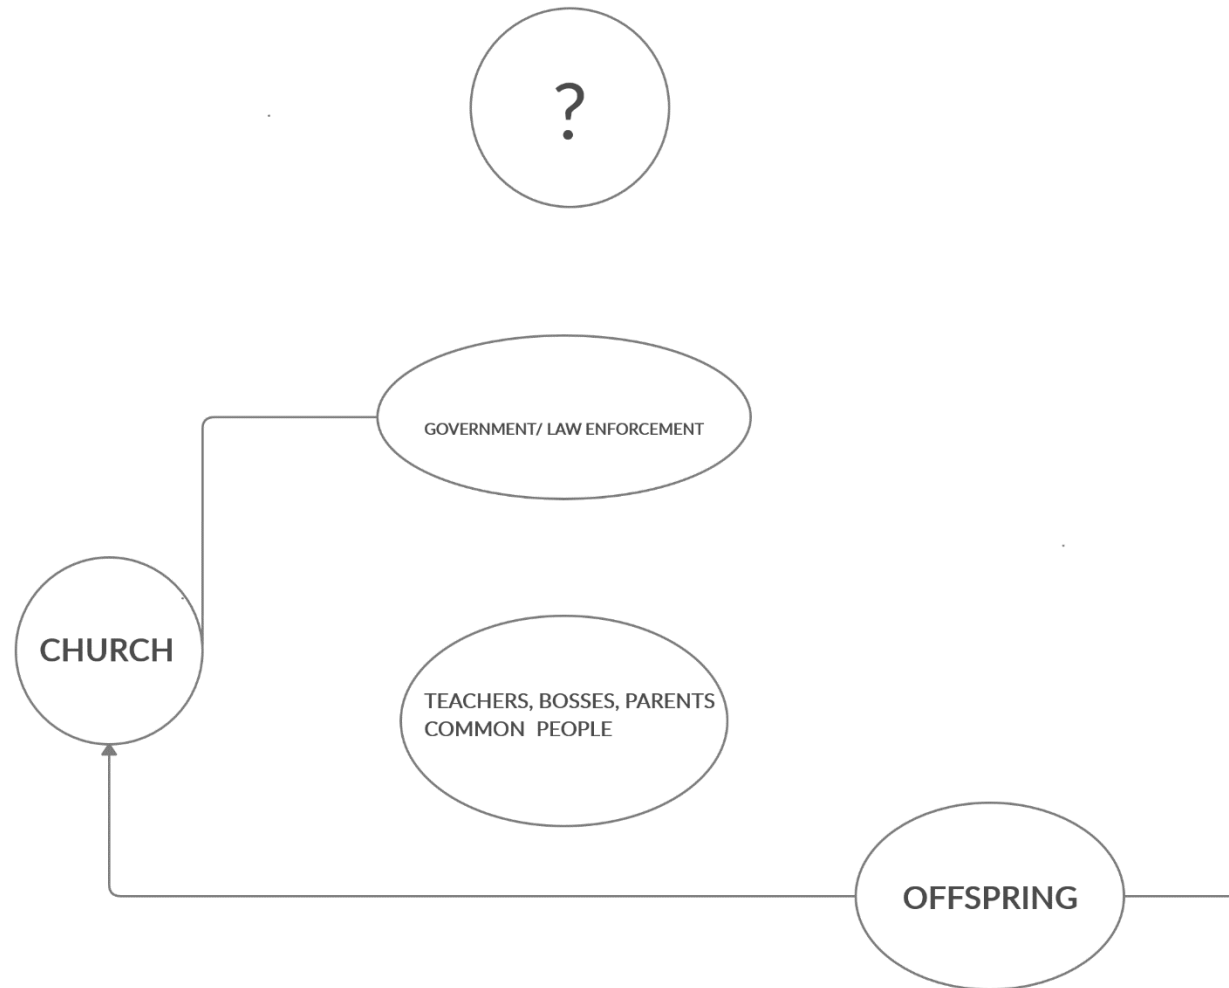 ?
GOVERNMENT/ LAW ENFORCEMENT
CHURCH
TEACHERS, BOSSES, PARENTS
COMMON  PEOPLE
OFFSPRING